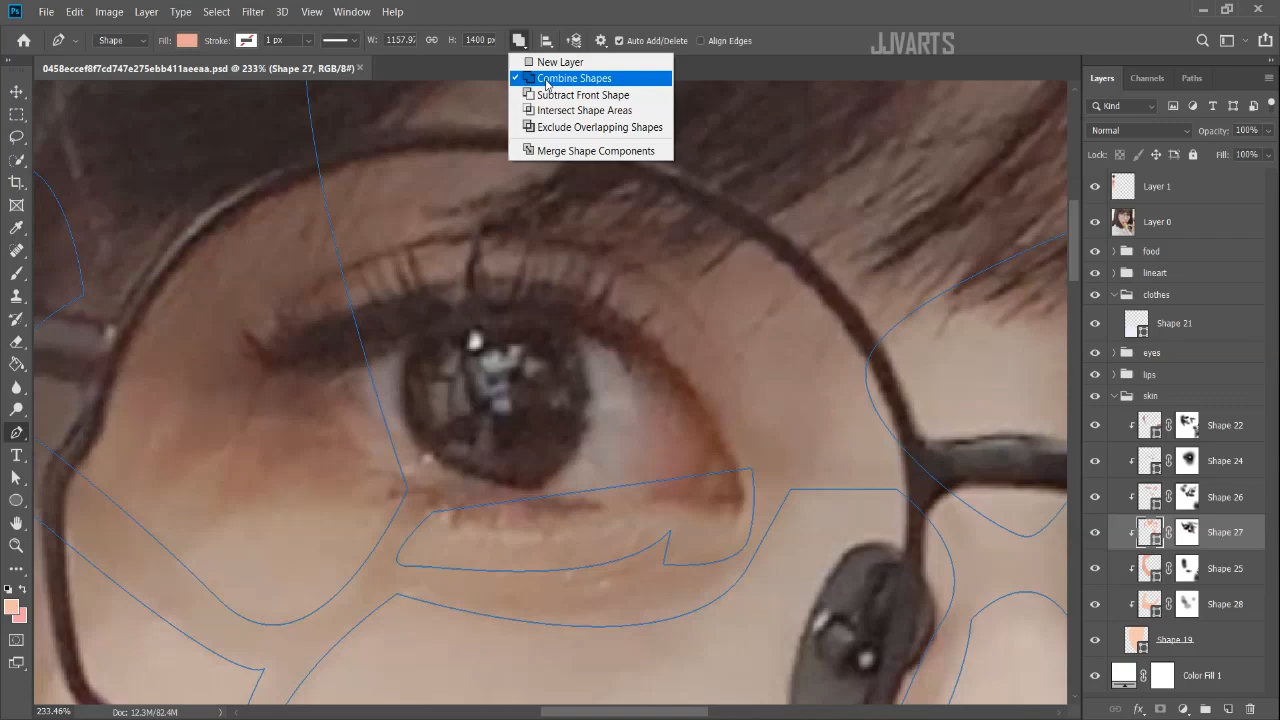 Ps File Edit Image Layer Type Select Filter 3D View Window Help
Shape Fill: Stroke: 1 px W: 1157.92 H: 1400 px Auto Add/Delete Align Edges
JJVARTS
0458eccef8f7cd747e275ebb411aeeaa.psd @ 233% (Shape 27, RGB/8#)
New Layer
Combine Shapes
Subtract Front Shape
Intersect Shape Areas
Exclude Overlapping Shapes
Merge Shape Components
Layers Channels Paths
Kind
Normal Opacity: 100%
Lock: Fill: 100%
Layer 1
Layer 0
food
lineart
clothes
Shape 21
eyes
lips
skin
Shape 22
Shape 24
Shape 26
Shape 27
Shape 25
Shape 28
Shape 19
Color Fill 1
233.46% Doc: 12.3M/82.4M